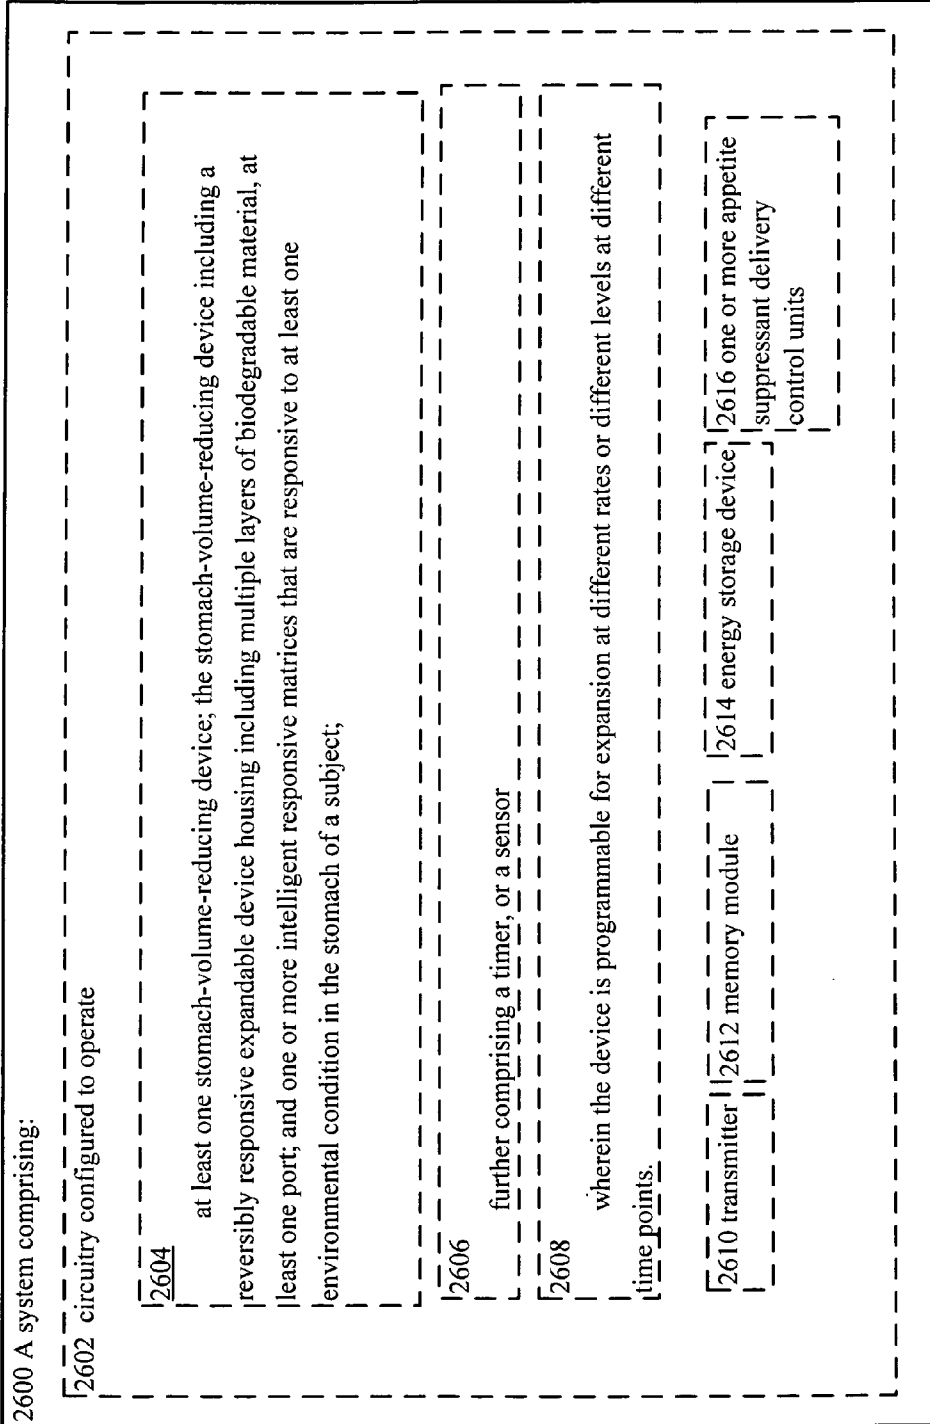 2600 A system comprising:
2602 circuitry configured to operate
2604
at least one stomach-volume-reducing device; the stomach-volume-reducing device including a
reversibly responsive expandable device housing including multiple layers of biodegradable material, at
least one port; and one or more intelligent responsive matrices that are responsive to at least one
environmental condition in the stomach of a subject;
2606
further comprising a timer, or a sensor
2608
wherein the device is programmable for expansion at different rates or different levels at different
time points.
2610 transmitter
2612 memory module
2614 energy storage device
2616 one or more appetite
suppressant delivery
control units